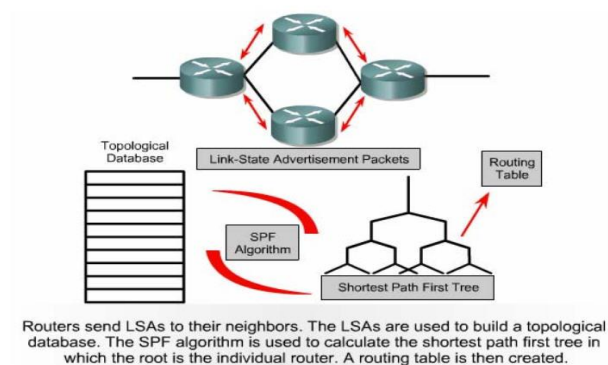 Topological
Database
Link-State Advertisement Packets
Routing
Table
SPF
Algorithm
Shortest Path First Tree
Routers send LSAs to their neighbors. The LSAs are used to build a topological
database. The SPF algorithm is used to calculate the shortest path first tree in
which the root is the individual router. A routing table is then created.